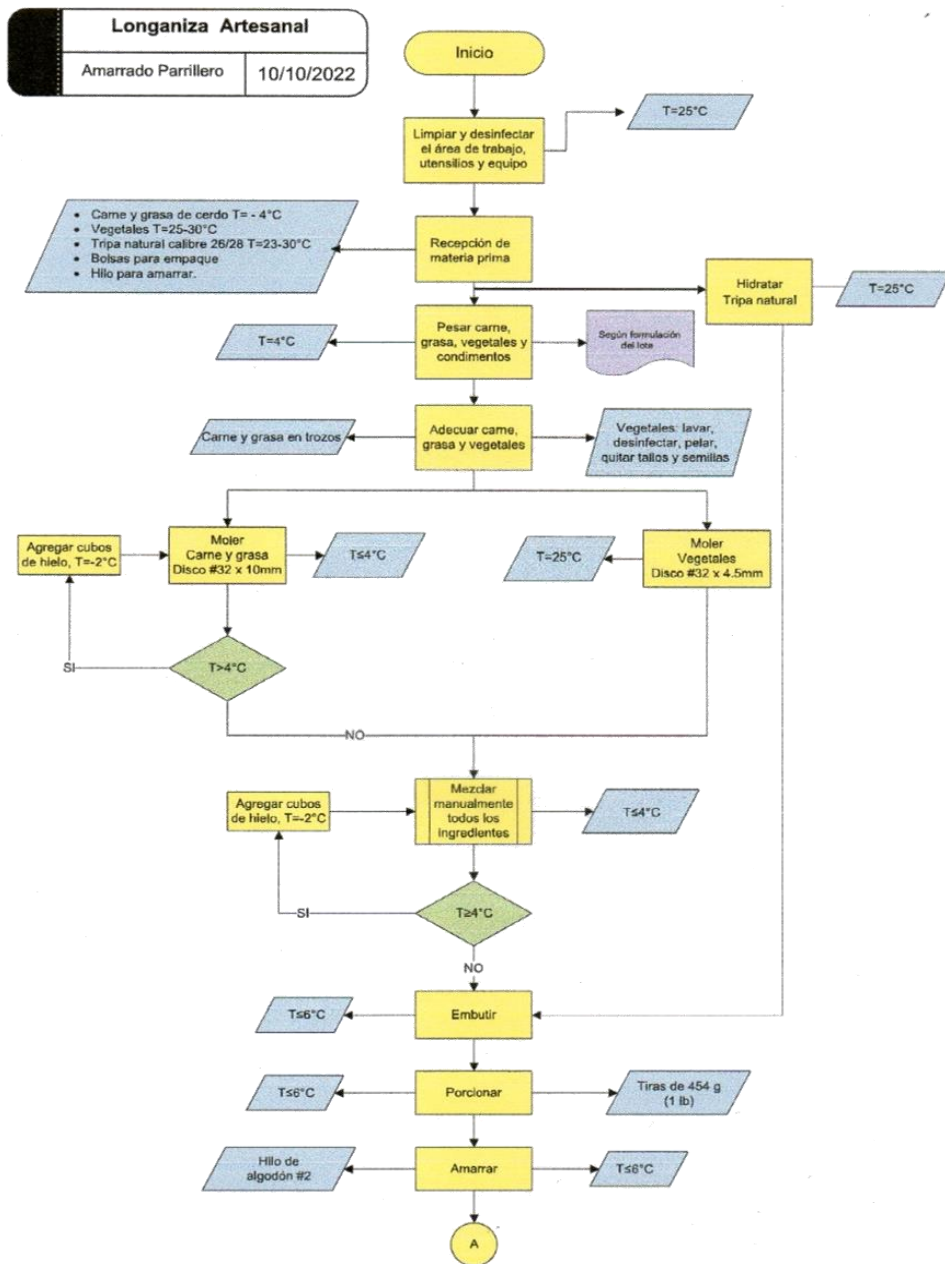 Longaniza Artesanal
Amarrado Parrillero
10/10/2022
Inicio
T=25°C
Limpiar y desinfectar
el área de trabajo,
utensilios y equipo
• Carne y grasa de cerdo T= - 4°C
• Vegetales T=25-30°C
• Tripa natural calibre 26/28 T=23-30°C
• Bolsas para empaque
• Hilo para amarrar.
Recepción de
materia prima
Hidratar
Tripa natural
T=25°C
T=4°C
Pesar carne,
grasa, vegetales y
condimentos
Según formulación
del lote
Carne y grasa en trozos
Adecuar carne,
grasa y vegetales
Vegetales: lavar,
desinfectar, pelar,
quitar tallos y semillas
Agregar cubos
de hielo, T=-2°C
Moler
Carne y grasa
Disco #32 x 10mm
T≤4°C
T=25°C
Moler
Vegetales
Disco #32 x 4.5mm
SI
T>4°C
NO
Agregar cubos
de hielo, T=-2°C
Mezclar
manualmente
todos los
ingredientes
T≤4°C
SI
T≥4°C
NO
T≤6°C
Embutir
T≤6°C
Porcionar
Tiras de 454 g
(1 lb)
Hilo de
algodón #2
Amarrar
T≤6°C
A